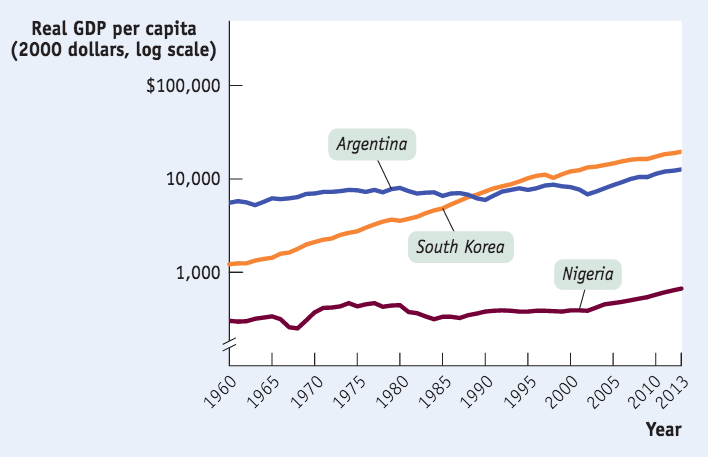 Real GDP per capita
(2000 dollars, log scale)
$100,000
10,000
1,000
Argentina
South Korea
Nigeria
1960
1965
1970
1975
1980
1985
1990
1995
2000
2005
2010
2013
Year